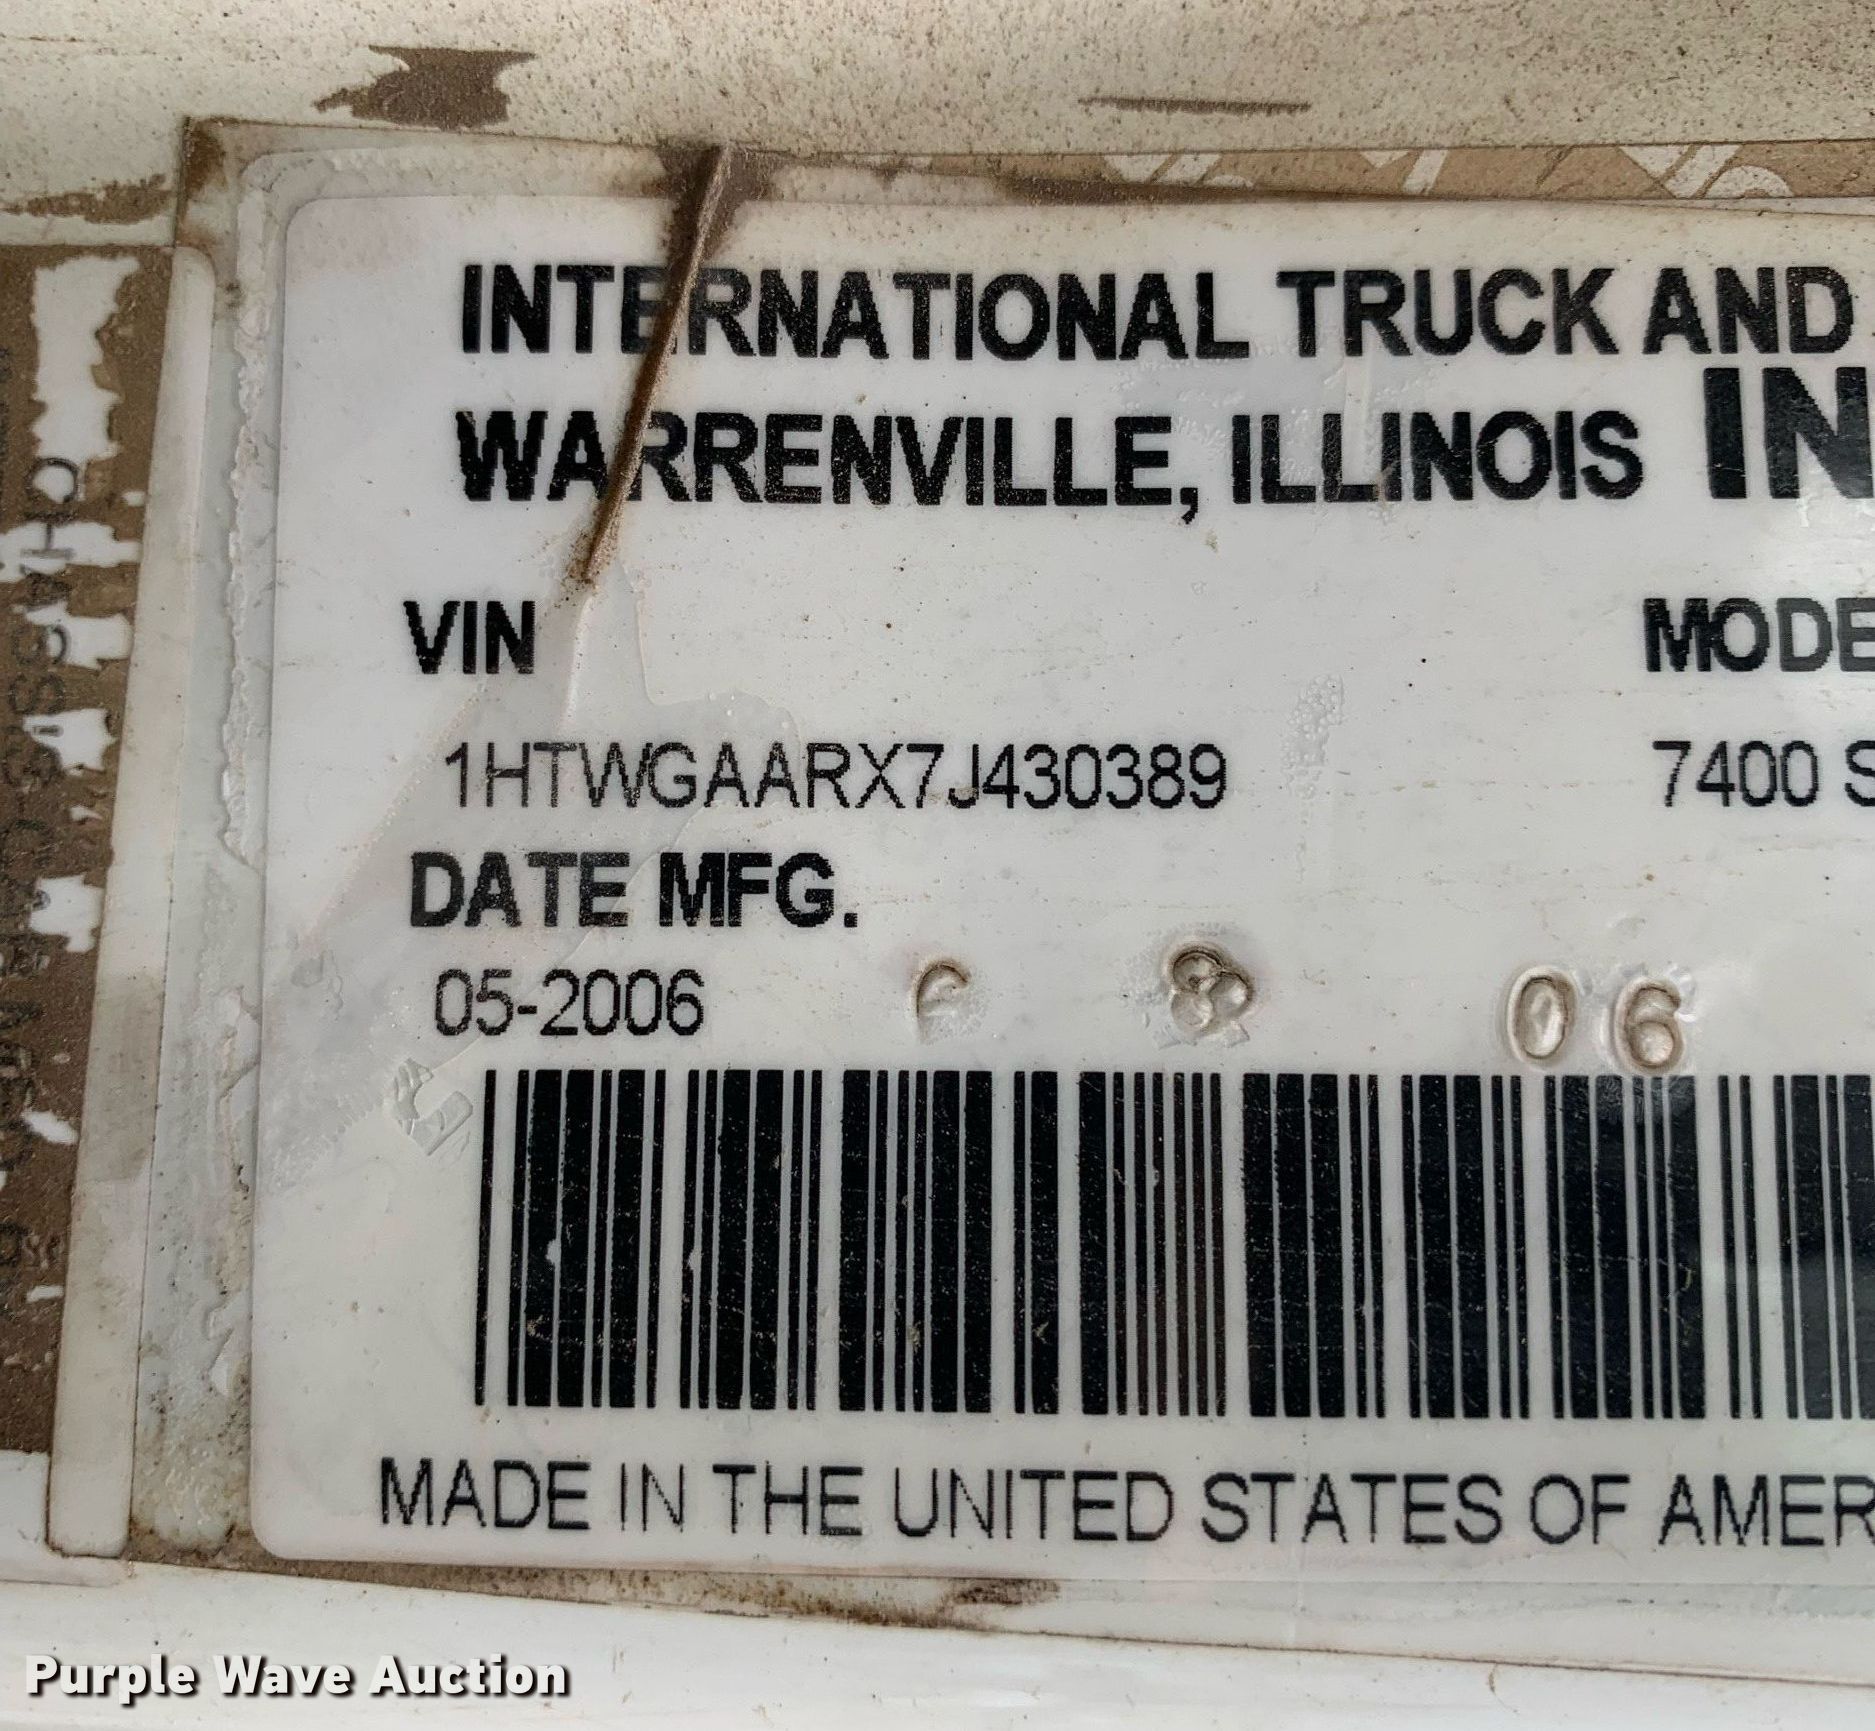 INTERNATIONAL TRUCK AND
WARRENVILLE, ILLINOIS IN
VIN
MODE
1HTWGAARX7J430389
7400 S
DATE MFG.
05-2006
8 06
MADE IN THE UNITED STATES OF AMER
Purple Wave Auction